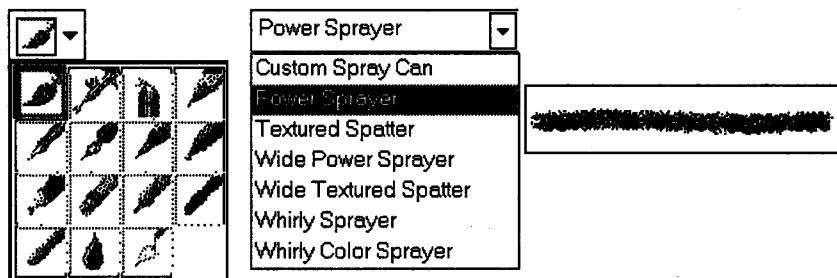 Power Sprayer
Custom Spray Can
Power Sprayer
Textured Spatter
Wide Power Sprayer
Wide Textured Spatter
Whirly Sprayer
Whirly Color Sprayer